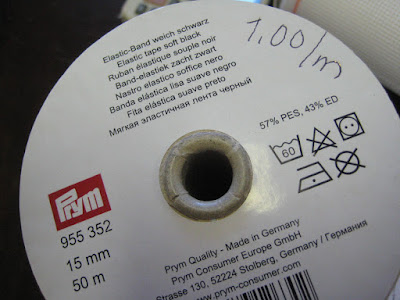 Elastic-Band weich schwarz
Elastic tape soft black
Ruban élastique souple noir
Band-elastiek zacht zwart
Nastro elastico soffice nero
Banda elástica lisa suave negro
Fita elástica suave preto
Мягкая эластичная лента черный
1.00/m
57% PES, 43% ED
60
Prym
955 352
15 mm
50 m
Prym Quality - Made in Germany
Prym Consumer Europe GmbH
Strasse 130, 52224 Stolberg, Germany / Германия
www.prym-consumer.com